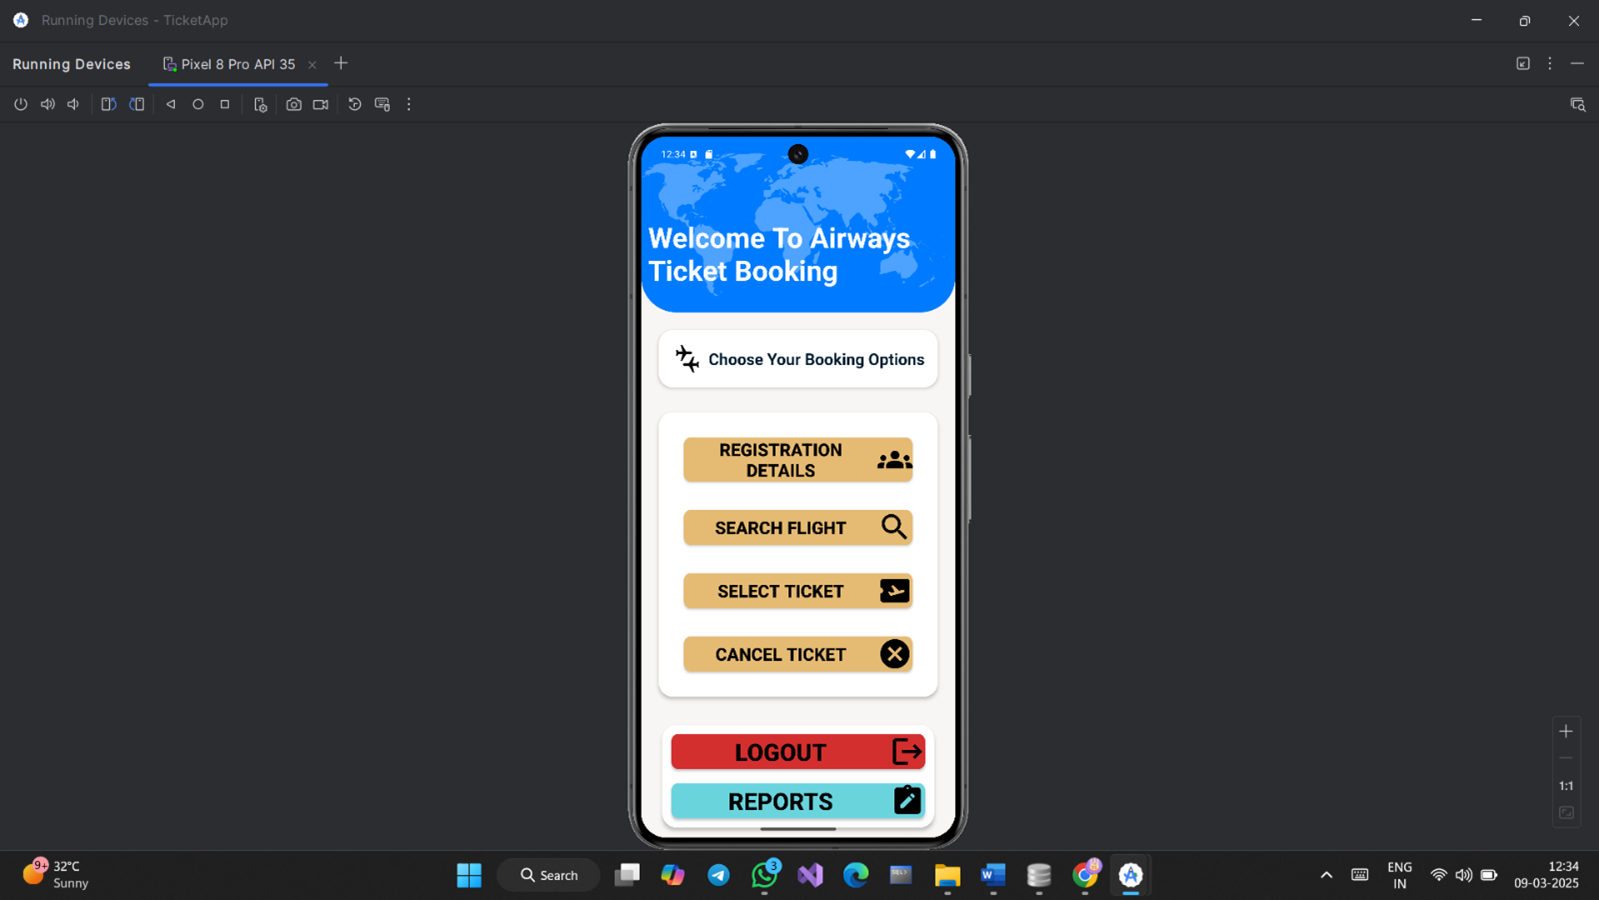 Running Devices - TicketApp
Running Devices
Pixel 8 Pro API 35
12:34
Welcome To Airways
Ticket Booking
Choose Your Booking Options
REGISTRATION
DETAILS
SEARCH FLIGHT
SELECT TICKET
CANCEL TICKET
LOGOUT
REPORTS
1:1
9+
32°C
Sunny
Search
3
ENG
IN
12:34
09-03-2025